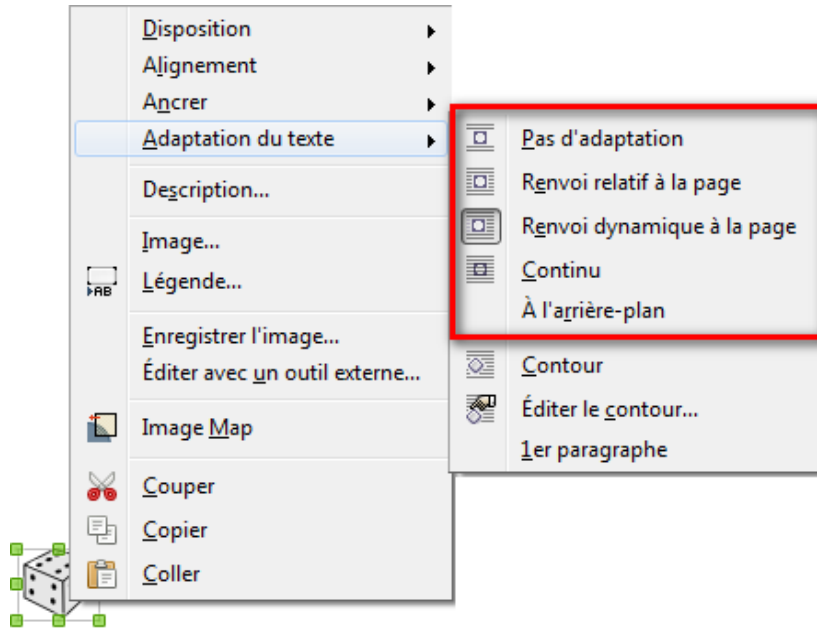 Disposition
Alignement
Ancrer
Adaptation du texte
Description...
Image...
Légende...
Enregistrer l'image...
Éditer avec un outil externe...
Image Map
Couper
Copier
Coller
Pas d'adaptation
Renvoi relatif à la page
Renvoi dynamique à la page
Continu
À l'arrière-plan
Contour
Éditer le contour...
1er paragraphe
AB